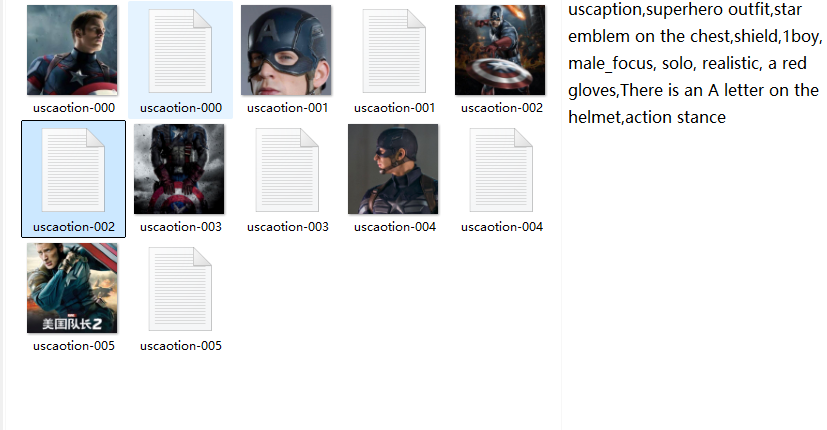 uscaotion-000
uscaotion-000
uscaotion-001
uscaotion-001
uscaotion-002
uscaotion-002
uscaotion-003
uscaotion-003
uscaotion-004
uscaotion-004
美国队长2
uscaotion-005
uscaotion-005
uscaption,superhero outfit,star
emblem on the chest,shield,1boy,
male_focus, solo, realistic, a red
gloves,There is an A letter on the
helmet,action stance